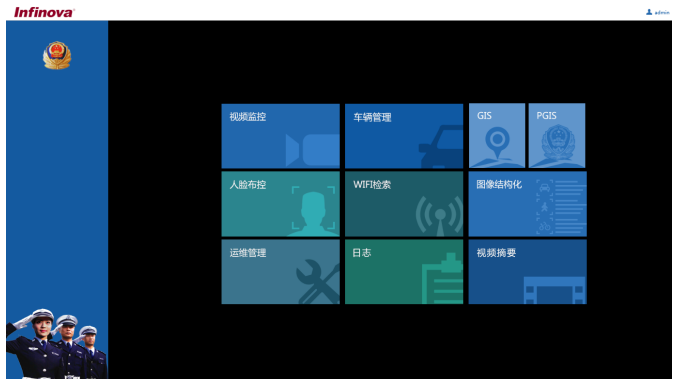 Infinova
admin
视频监控
车辆管理
GIS
PGIS
人脸布控
WIFI检索
图像结构化
运维管理
日志
视频摘要